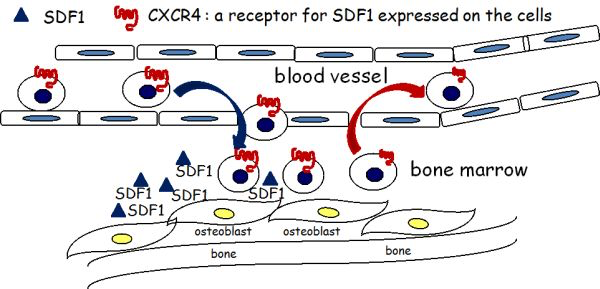 SDF1
CXCR4 : a receptor for SDF1 expressed on the cells
blood vessel
bone marrow
SDF1
SDF1
SDF1
SDF1
SDF1
osteoblast
osteoblast
bone
bone